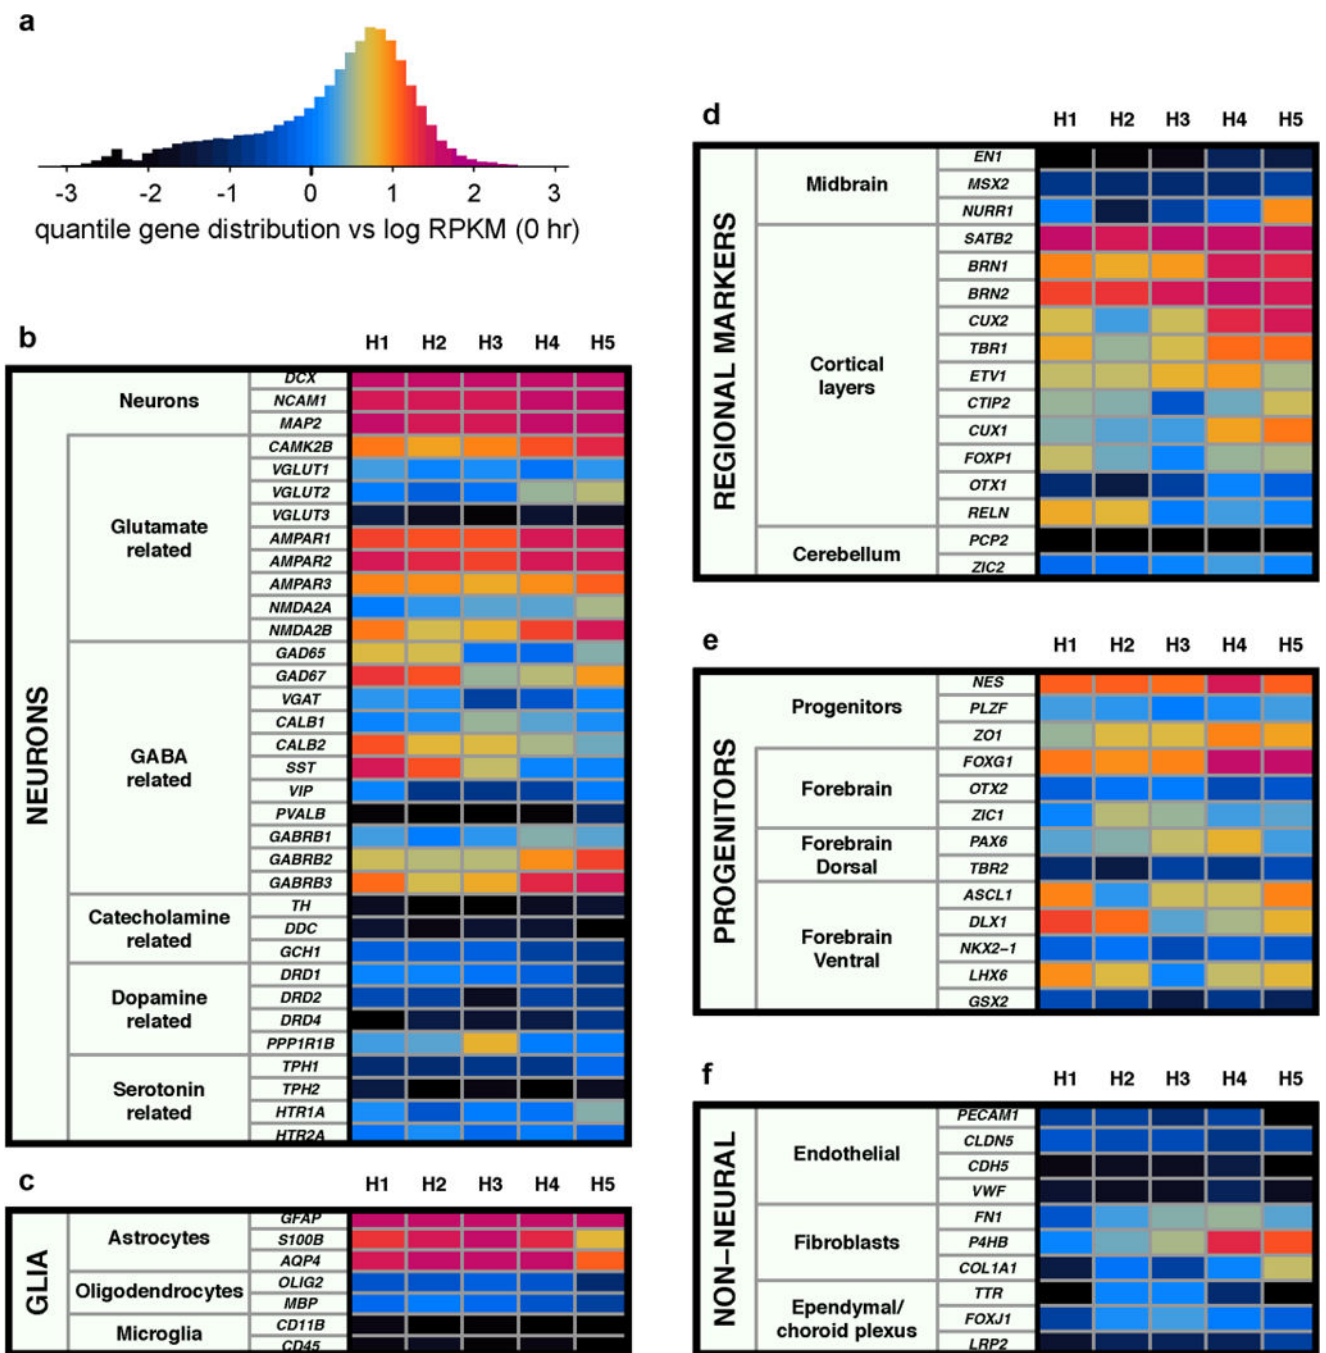 a
-3 -2 -1 0 1 2 3
quantile gene distribution vs log RPKM (0 hr)
b
H1 H2 H3 H4 H5
NEURONS
Neurons
DCX
NCAM1
MAP2
Glutamate
related
CAMK2B
VGLUT1
VGLUT2
VGLUT3
AMPAR1
AMPAR2
AMPAR3
NMDA2A
NMDA2B
GABA
related
GAD65
GAD67
VGAT
CALB1
CALB2
SST
VIP
PVALB
GABRB1
GABRB2
GABRB3
Catecholamine
related
TH
DDC
GCH1
Dopamine
related
DRD1
DRD2
DRD4
PPP1R1B
Serotonin
related
TPH1
TPH2
HTR1A
HTR2A
c
H1 H2 H3 H4 H5
GLIA
Astrocytes
GFAP
S100B
AQP4
Oligodendrocytes
OLIG2
MBP
Microglia
CD11B
CD45
d
H1 H2 H3 H4 H5
REGIONAL MARKERS
Midbrain
EN1
MSX2
NURR1
Cortical
layers
SATB2
BRN1
BRN2
CUX2
TBR1
ETV1
CTIP2
CUX1
FOXP1
OTX1
RELN
Cerebellum
PCP2
ZIC2
e
H1 H2 H3 H4 H5
PROGENITORS
Progenitors
NES
PLZF
ZO1
Forebrain
FOXG1
OTX2
ZIC1
Forebrain
Dorsal
PAX6
TBR2
Forebrain
Ventral
ASCL1
DLX1
NKX2-1
LHX6
GSX2
f
H1 H2 H3 H4 H5
NON-NEURAL
Endothelial
PECAM1
CLDN5
CDH5
VWF
Fibroblasts
FN1
P4HB
COL1A1
Ependymal/
choroid plexus
TTR
FOXJ1
LRP2